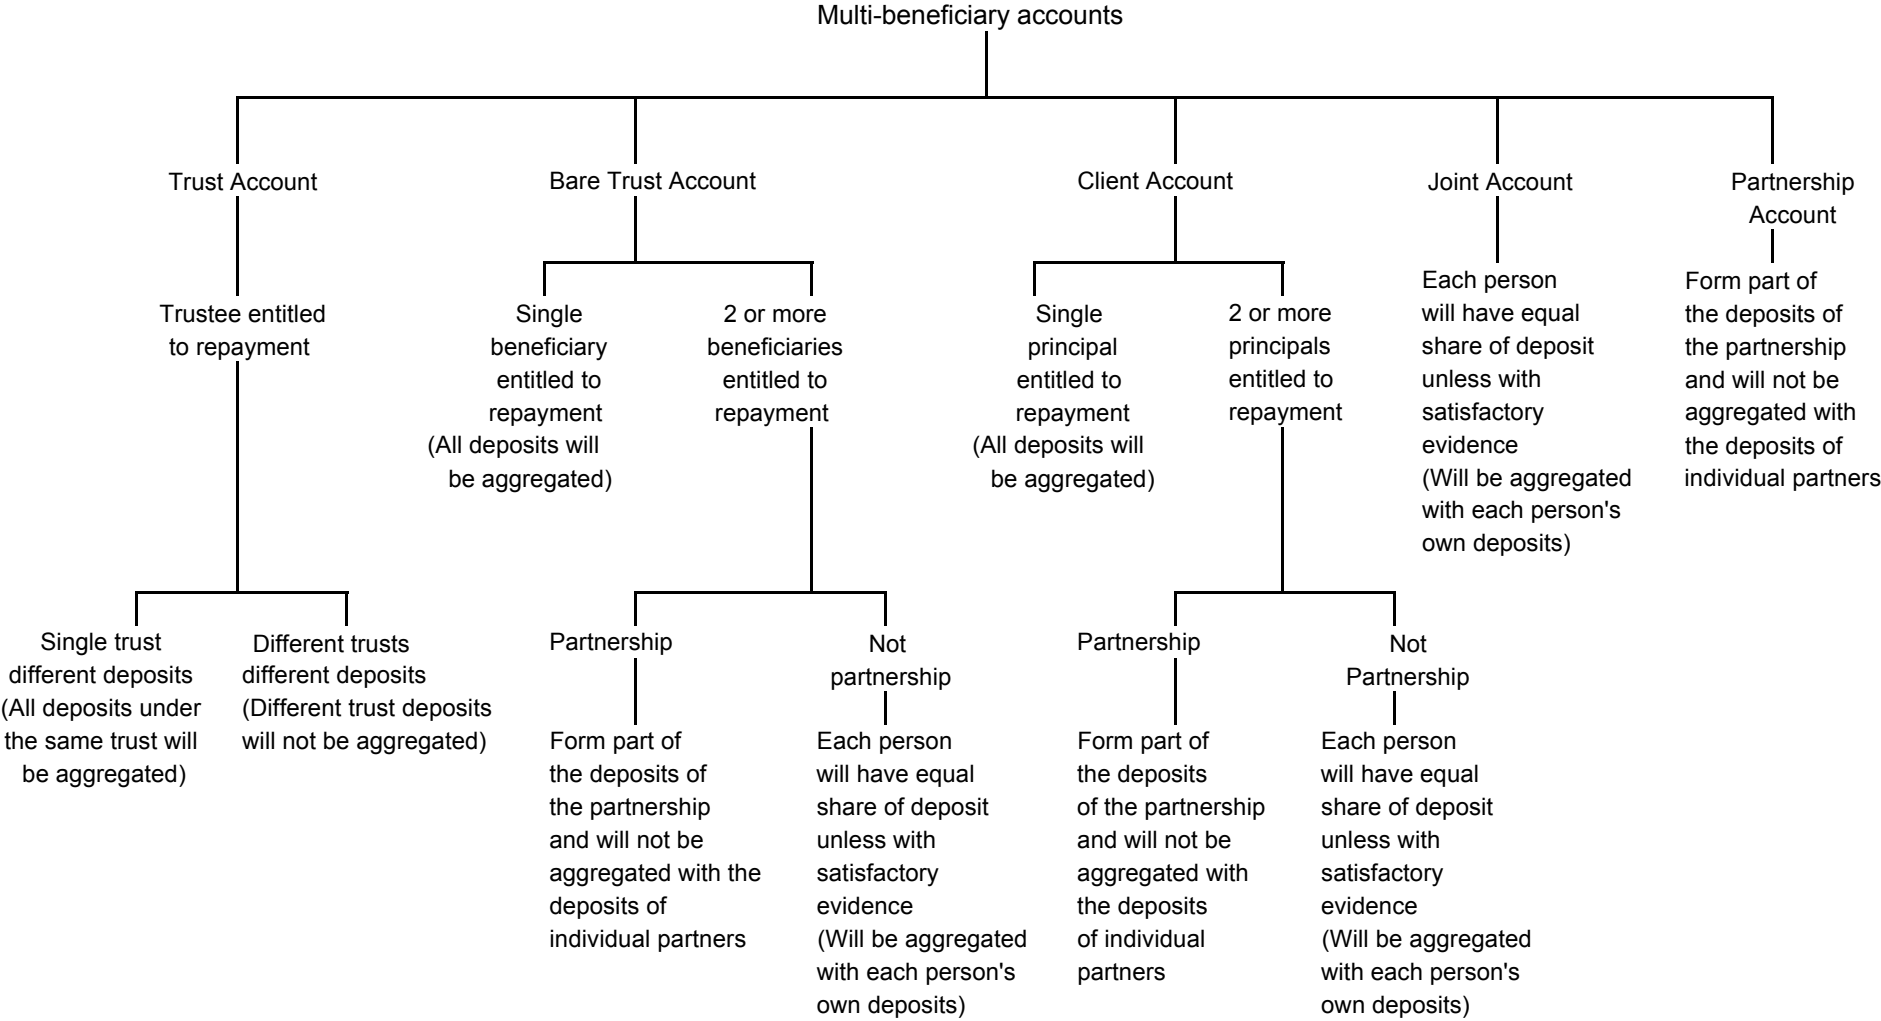 Multi-beneficiary accounts
Trust Account
Bare Trust Account
Client Account
Joint Account
Partnership
Account
Trustee entitled
to repayment
Single
beneficiary
entitled to
repayment
(All deposits will
be aggregated)
2 or more
beneficiaries
entitled to
repayment
Single
principal
entitled to
repayment
(All deposits will
be aggregated)
2 or more
principals
entitled to
repayment
Each person
will have equal
share of deposit
unless with
satisfactory
evidence
(Will be aggregated
with each person's
own deposits)
Form part of
the deposits of
the partnership
and will not be
aggregated with
the deposits of
individual partners
Single trust
different deposits
(All deposits under
the same trust will
be aggregated)
Different trusts
different deposits
(Different trust deposits
will not be aggregated)
Partnership
Form part of
the deposits of
the partnership
and will not be
aggregated with the
deposits of
individual partners
Not
partnership
Each person
will have equal
share of deposit
unless with
satisfactory
evidence
(Will be aggregated
with each person's
own deposits)
Partnership
Form part of
the deposits
of the partnership
and will not be
aggregated with
the deposits
of individual
partners
Not
Partnership
Each person
will have equal
share of deposit
unless with
satisfactory
evidence
(Will be aggregated
with each person's
own deposits)